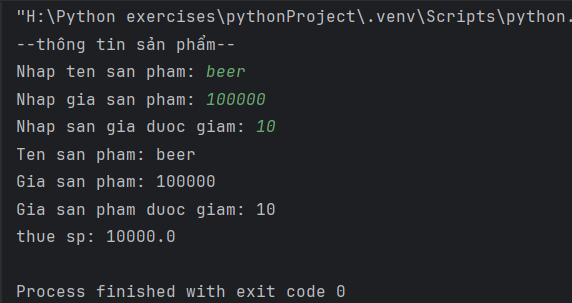 "H:\Python exercises\pythonProject\.venv\Scripts\python.
--thông tin sản phẩm--
Nhap ten san pham: beer
Nhap gia san pham: 100000
Nhap san gia duoc giam: 10
Ten san pham: beer
Gia san pham: 100000
Gia san pham duoc giam: 10
thue sp: 10000.0
Process finished with exit code 0